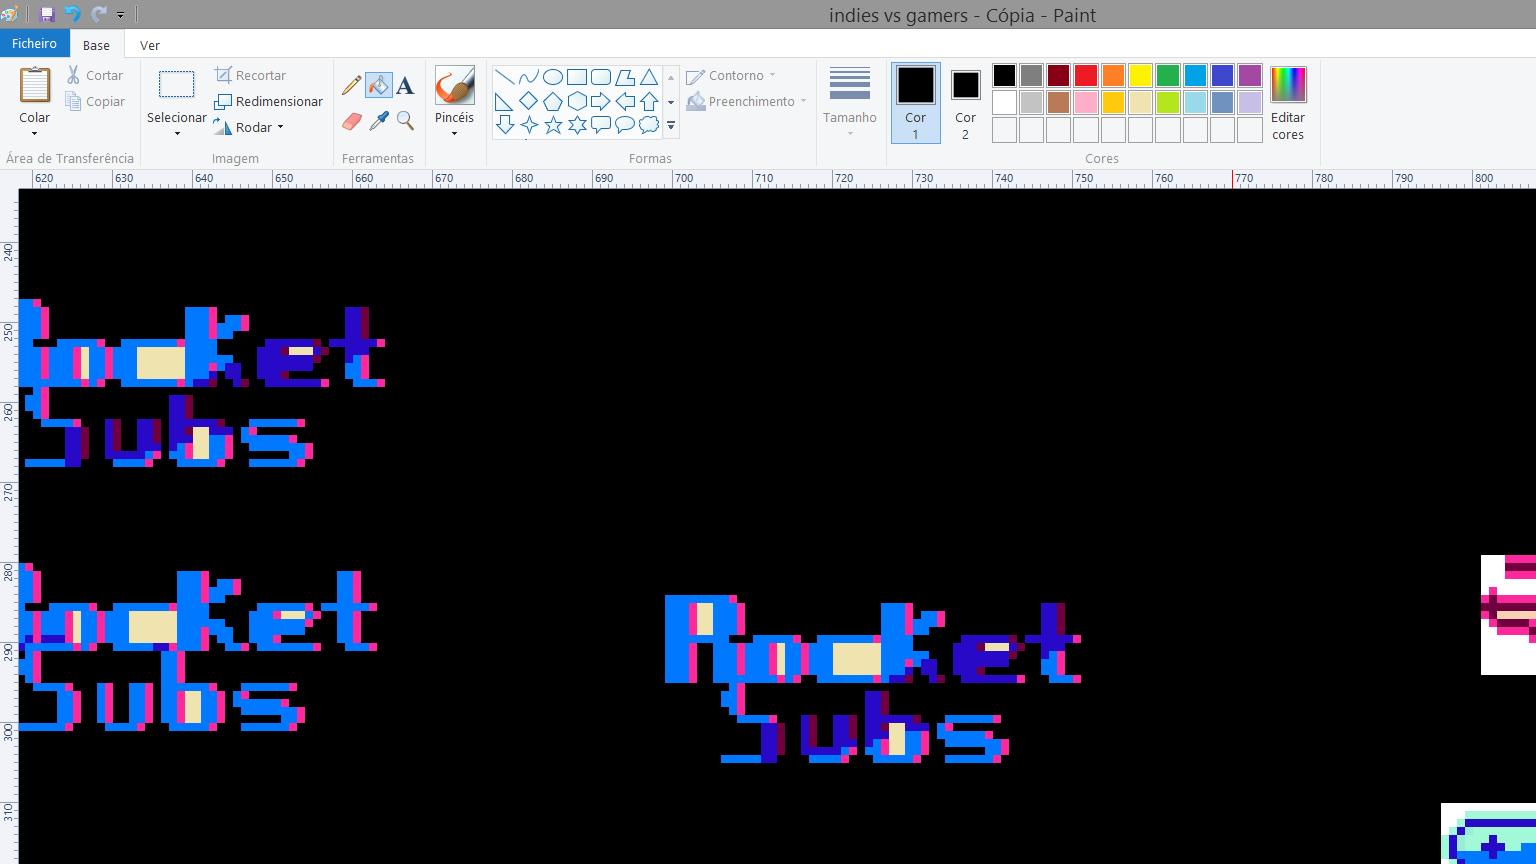 indies vs gamers - Cópia - Paint
Ficheiro Base Ver
Colar
Cortar
Copiar
Área de Transferência
Selecionar
Recortar
Redimensionar
Rodar
Imagem
A
Ferramentas
Pincéis
Formas
Contorno
Preenchimento
Tamanho
Cor
1
Cor
2
Cores
Editar
cores
620 630 640 650 660 670 680 690 700 710 720 730 740 750 760 770 780 790 800
240
250
260
270
280
290
300
310
ocket
Subs
ocket
Subs
Rocket
Subs